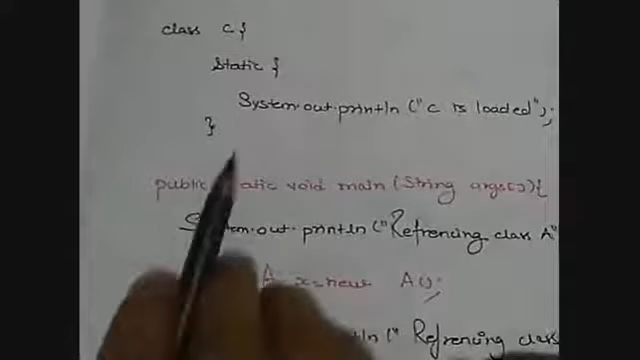 class C{
Static {
System.out.println ("C is loaded");
}
public static void main (String args[]){
System.out.println ("Refrencing class A"
A x=new A();
ln (" Refrencing class